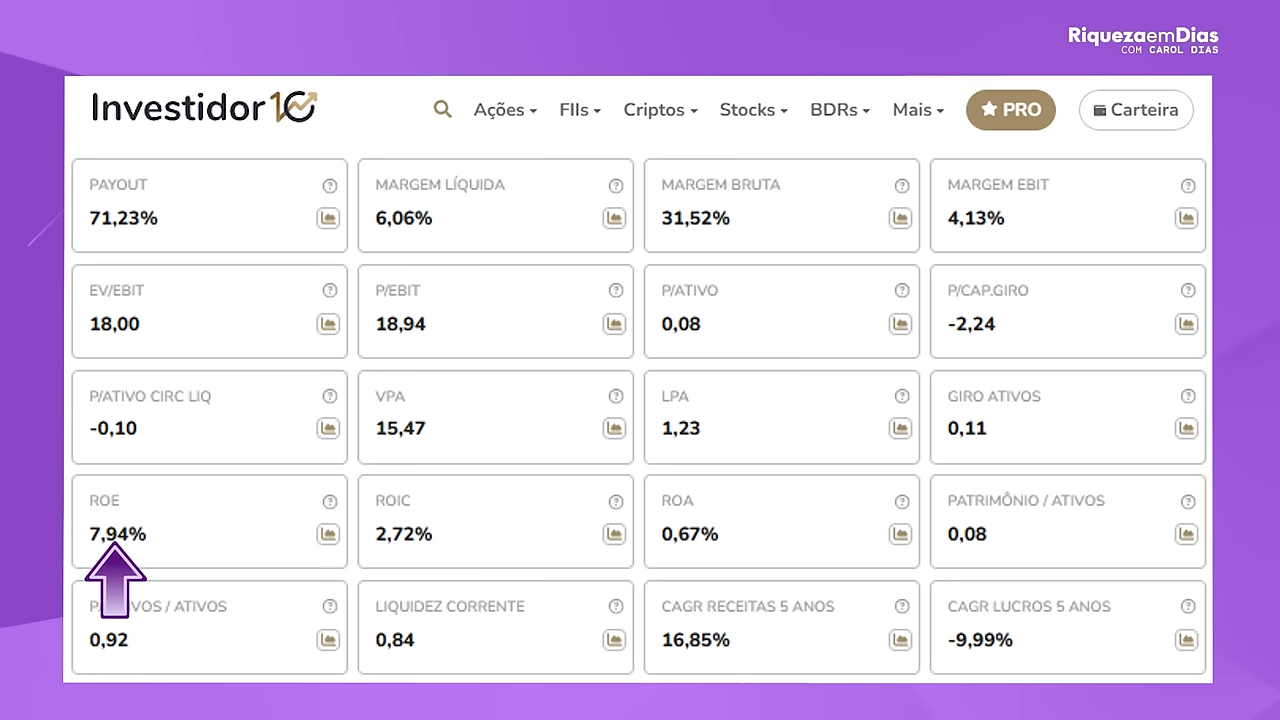 RiquezaemDias
COM CAROL DIAS
Investidor10
Ações
FIIs
Criptos
Stocks
BDRs
Mais
PRO
Carteira
PAYOUT
71,23%
MARGEM LÍQUIDA
6,06%
MARGEM BRUTA
31,52%
MARGEM EBIT
4,13%
EV/EBIT
18,00
P/EBIT
18,94
P/ATIVO
0,08
P/CAP.GIRO
-2,24
P/ATIVO CIRC LIQ
-0,10
VPA
15,47
LPA
1,23
GIRO ATIVOS
0,11
ROE
7,94%
ROIC
2,72%
ROA
0,67%
PATRIMÔNIO / ATIVOS
0,08
/ ATIVOS
0,92
LIQUIDEZ CORRENTE
0,84
CAGR RECEITAS 5 ANOS
16,85%
CAGR LUCROS 5 ANOS
-9,99%